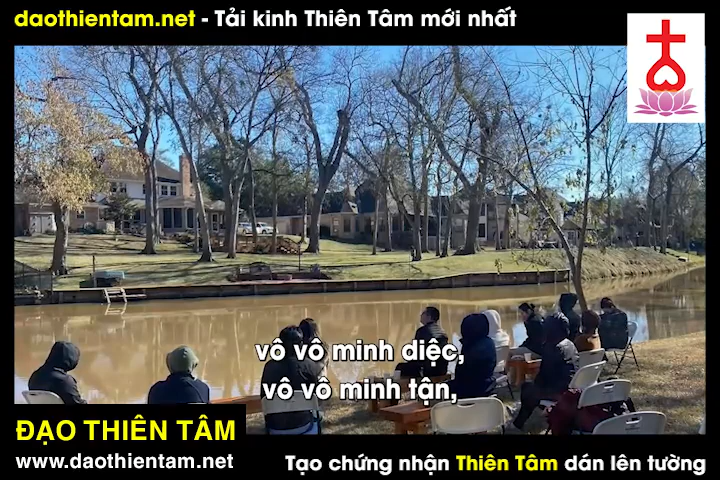 daothientam.net - Tải kinh Thiên Tâm mới nhất
vô vô minh diệc,
vô vô minh tận,
ĐẠO THIÊN TÂM
www.daothientam.net
Tạo chứng nhận Thiên Tâm dán lên tường